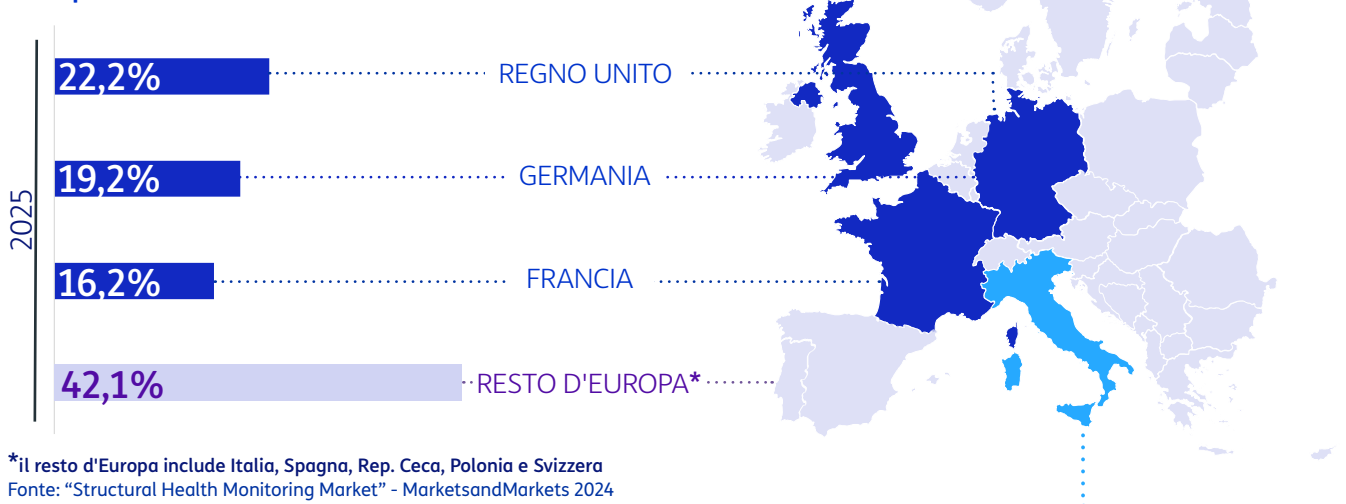 2025
22,2% REGNO UNITO
19,2% GERMANIA
16,2% FRANCIA
42,1% RESTO D'EUROPA*
*il resto d'Europa include Italia, Spagna, Rep. Ceca, Polonia e Svizzera
Fonte: “Structural Health Monitoring Market” - MarketsandMarkets 2024